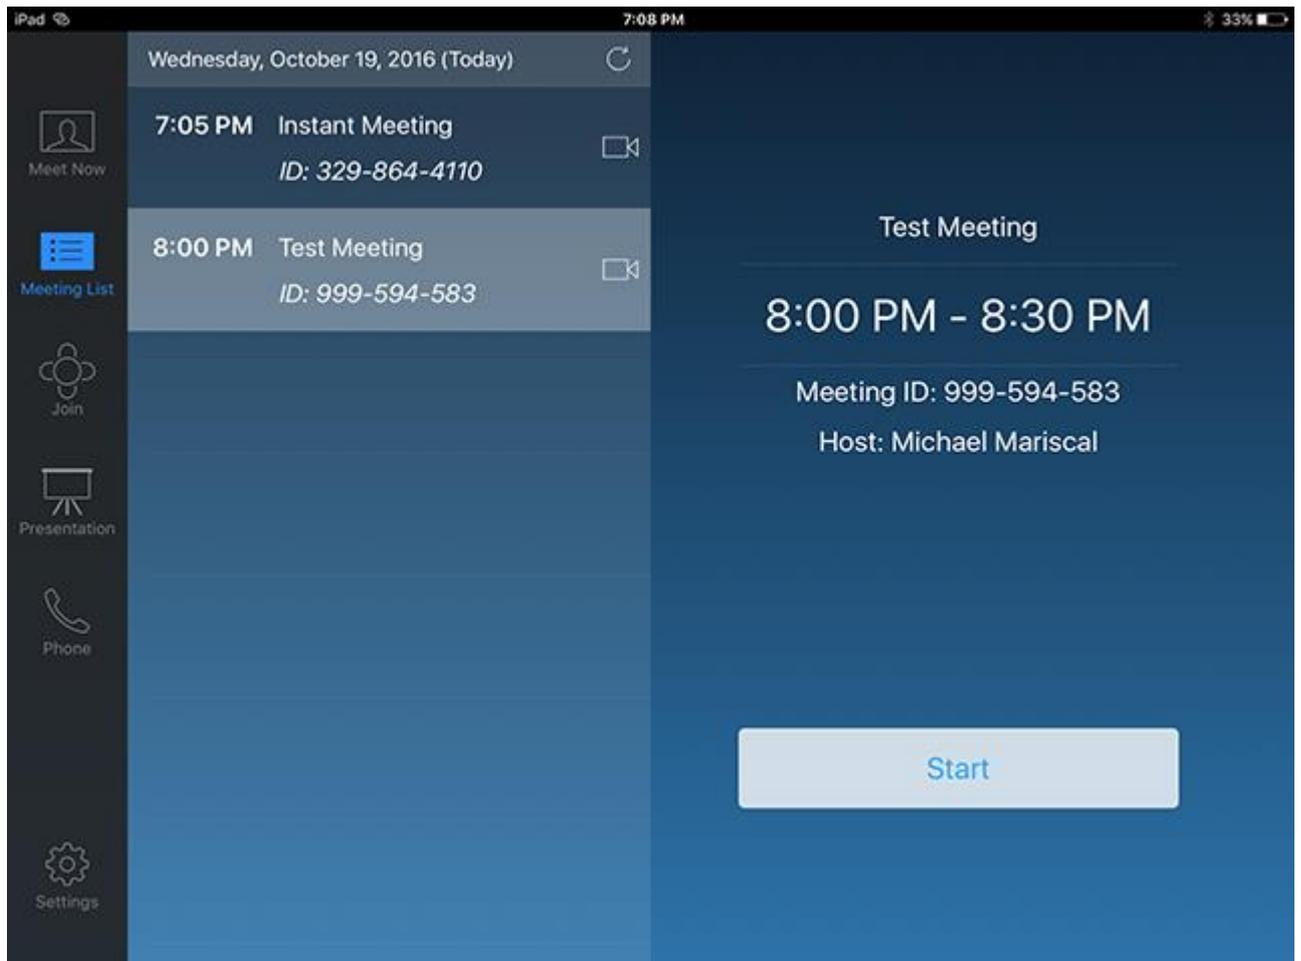 iPad 7:08 PM 33%
Wednesday, October 19, 2016 (Today)
7:05 PM Instant Meeting
ID: 329-864-4110
8:00 PM Test Meeting
ID: 999-594-583
Meet Now
Meeting List
Join
Presentation
Phone
Settings
Test Meeting
8:00 PM - 8:30 PM
Meeting ID: 999-594-583
Host: Michael Mariscal
Start